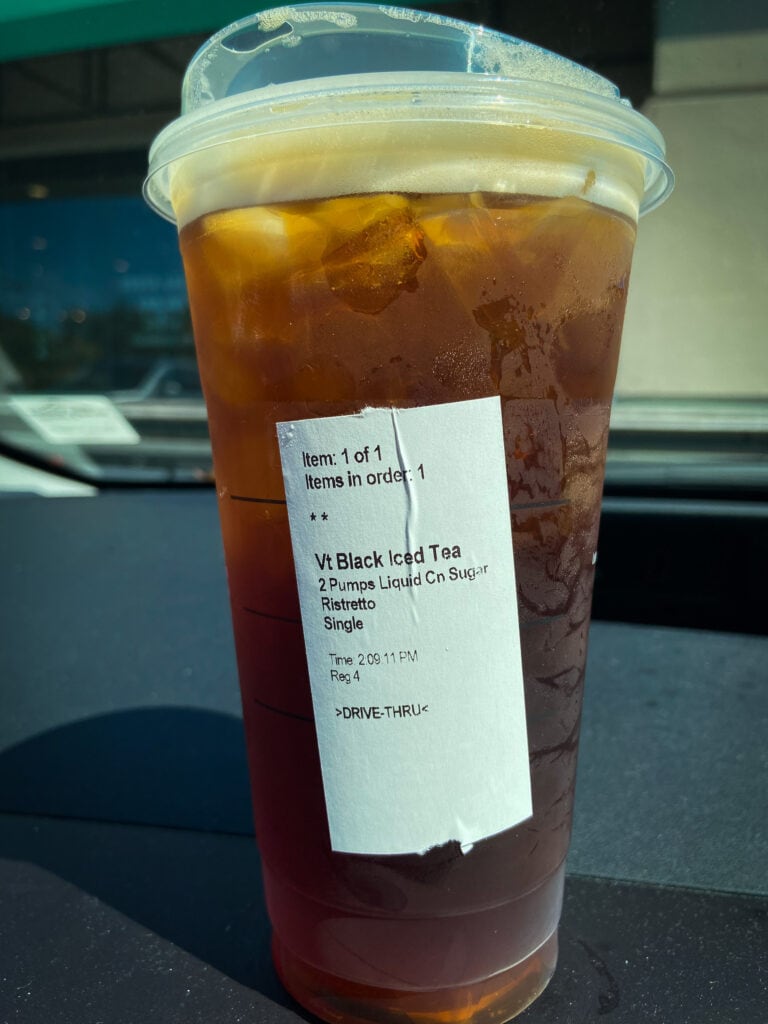 Item: 1 of 1
Items in order: 1
**
Vt Black Iced Tea
2 Pumps Liquid Cn Sugar
Ristretto
Single
Time: 2:09:11 PM
Reg 4
>DRIVE-THRU<